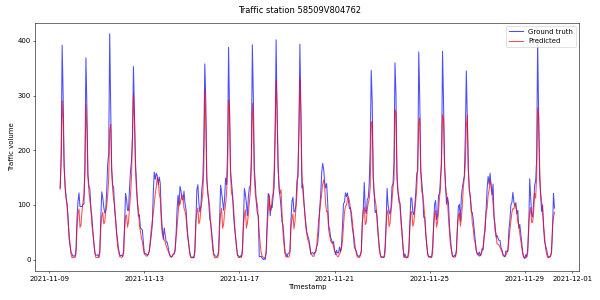 Traffic station 58509V804762
Ground truth
Predicted
400
300
200
100
0
Traffic volume
2021-11-09
2021-11-13
2021-11-17
2021-11-21
2021-11-25
2021-11-29
2021-12-01
Timestamp